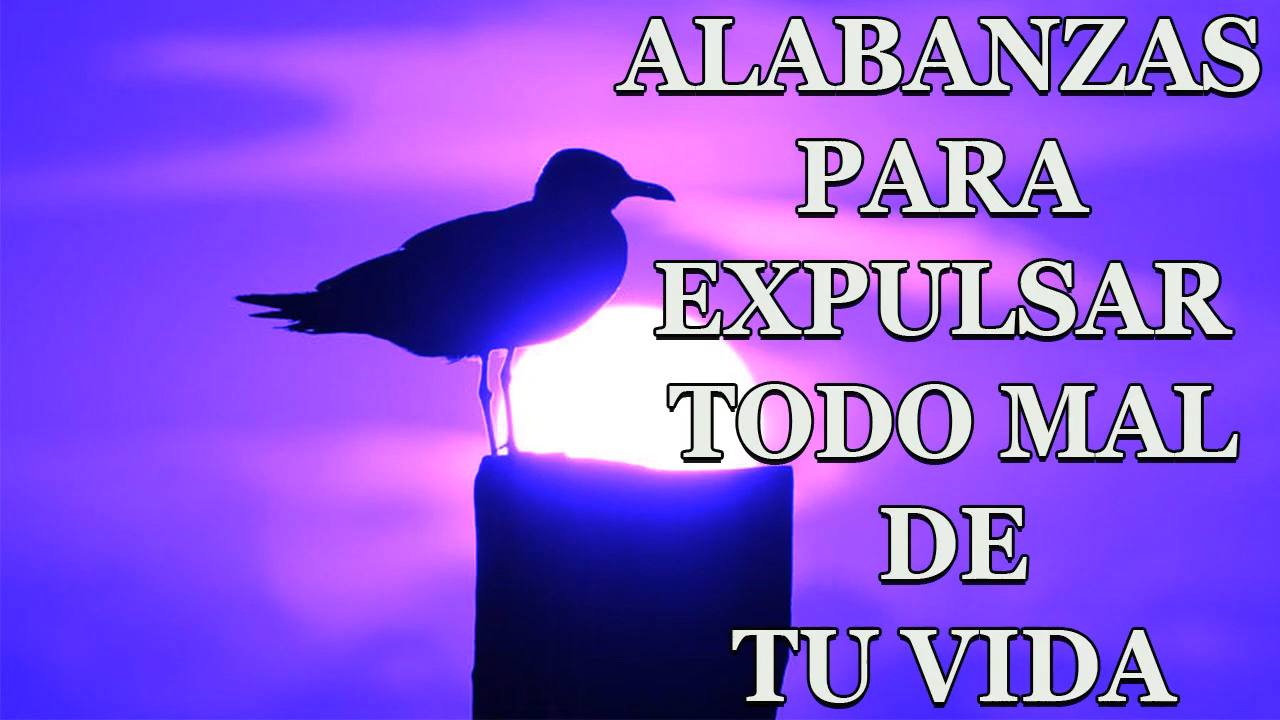 ALABANZAS
PARA
EXPULSAR
TODO MAL
DE
TU VIDA